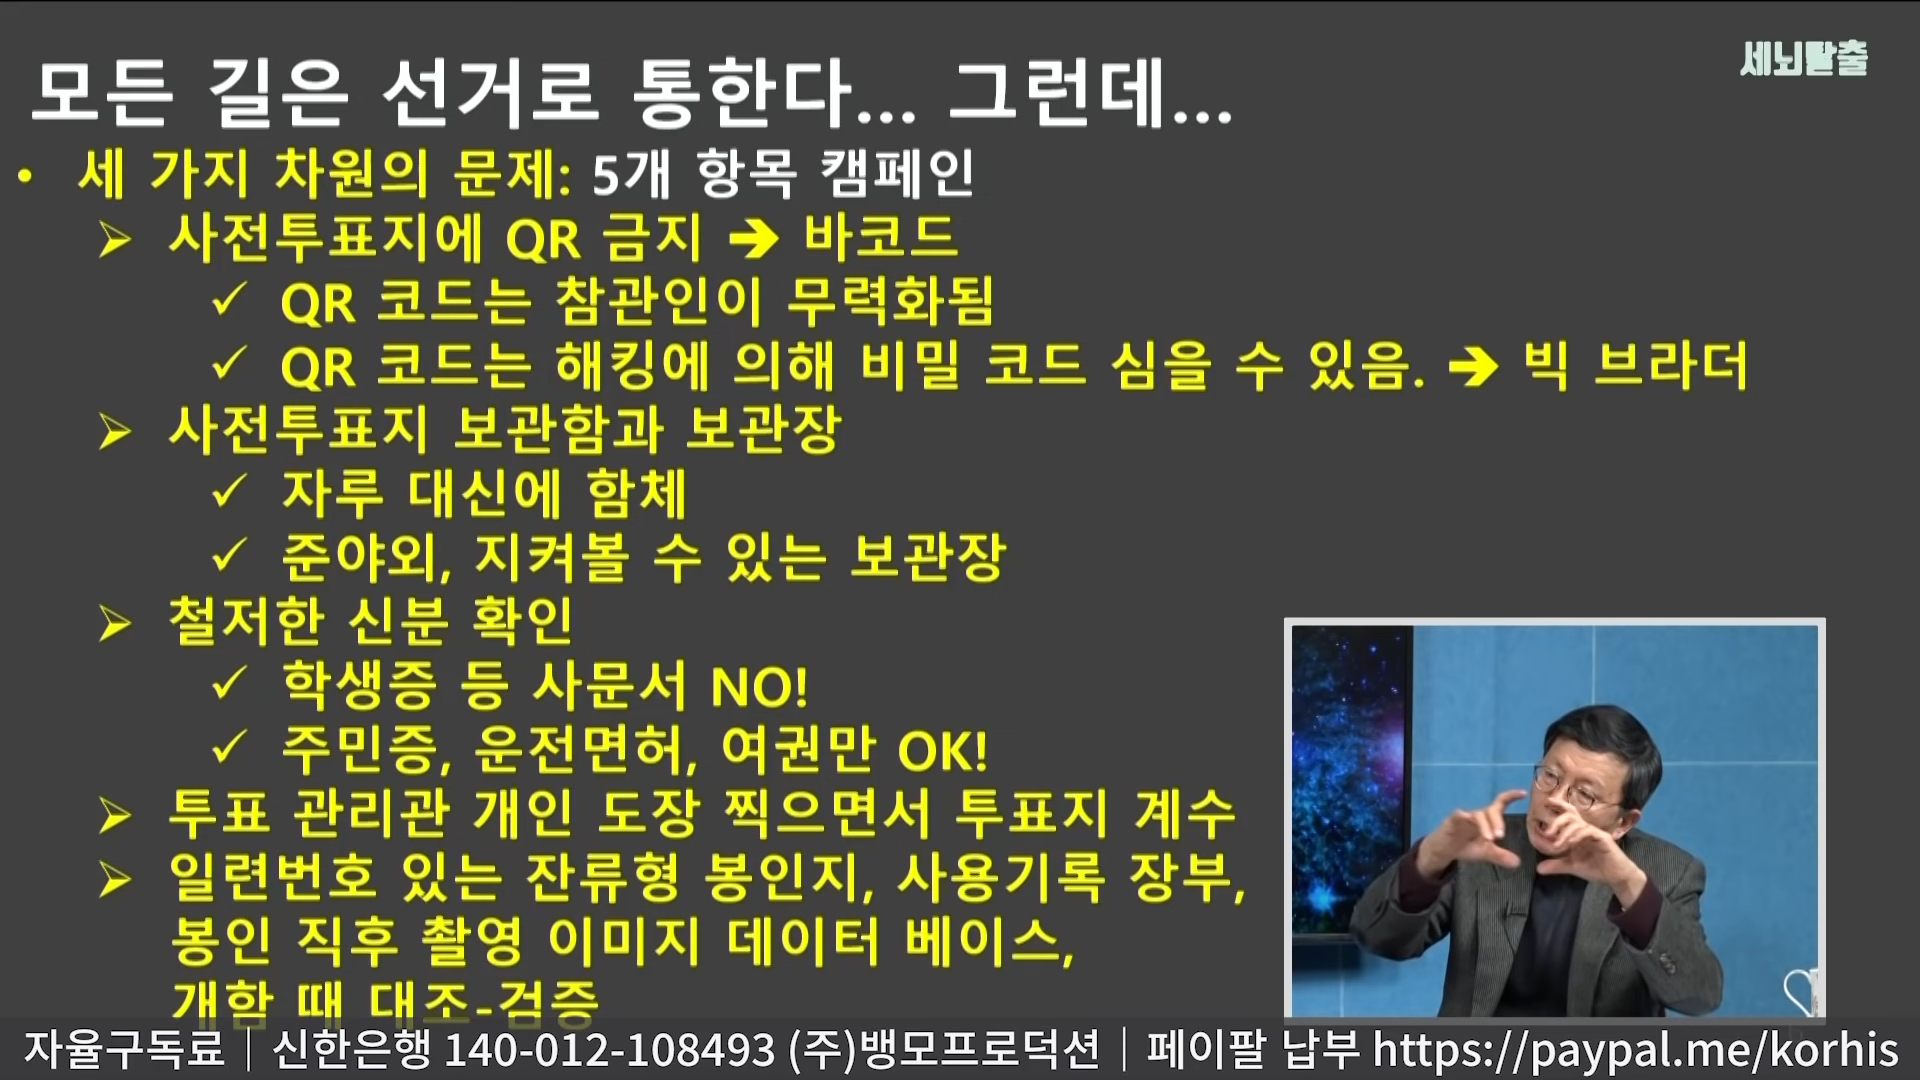 세뇌탈출
모든 길은 선거로 통한다... 그런데...
• 세 가지 차원의 문제: 5개 항목 캠페인
➢ 사전투표지에 QR 금지 ➔ 바코드
✓ QR 코드는 참관인이 무력화됨
✓ QR 코드는 해킹에 의해 비밀 코드 심을 수 있음. ➔ 빅 브라더
➢ 사전투표지 보관함과 보관장
✓ 자루 대신에 함체
✓ 준야외, 지켜볼 수 있는 보관장
➢ 철저한 신분 확인
✓ 학생증 등 사문서 NO!
✓ 주민증, 운전면허, 여권만 OK!
➢ 투표 관리관 개인 도장 찍으면서 투표지 계수
➢ 일련번호 있는 잔류형 봉인지, 사용기록 장부,
봉인 직후 촬영 이미지 데이터 베이스,
개함 때 대조-검증
자율구독료│신한은행 140-012-108493 (주)뱅모프로덕션│페이팔 납부 https://paypal.me/korhis